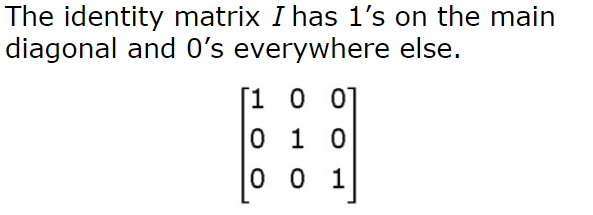 The identity matrix I has 1’s on the main
diagonal and 0’s everywhere else.
1 0 0
0 1 0
0 0 1